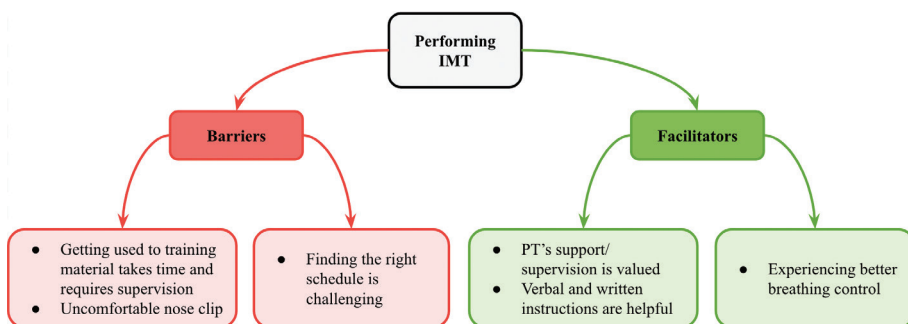 Performing
IMT
Barriers
Facilitators
● Getting used to training
material takes time and
requires supervision
● Uncomfortable nose clip
● Finding the right
schedule is
challenging
● PT's support/
supervision is valued
● Verbal and written
instructions are helpful
● Experiencing better
breathing control